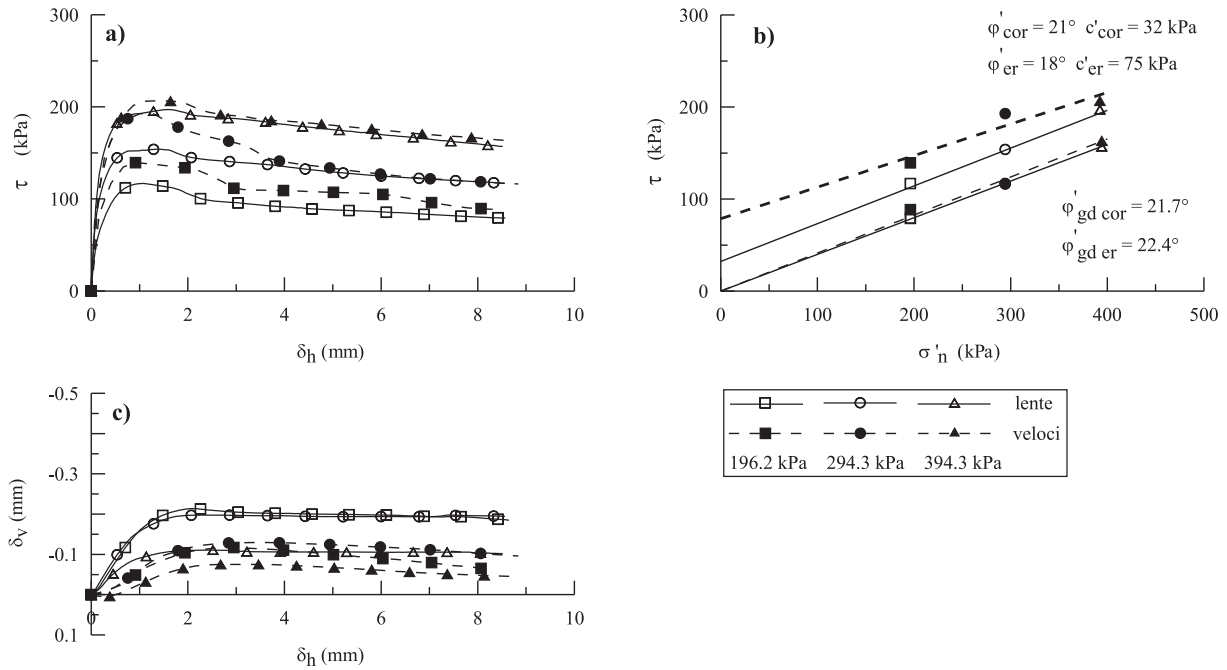 a)
300
200
100
0
τ (kPa)
0 2 4 6 8 10
δh (mm)
b)
φ'cor = 21° c'cor = 32 kPa
φ'er = 18° c'er = 75 kPa
300
200
100
0
τ (kPa)
φ'gd cor = 21.7°
φ'gd er = 22.4°
0 100 200 300 400 500
σ'n (kPa)
c)
-0.5
-0.3
-0.1
0.1
δv (mm)
0 2 4 6 8 10
δh (mm)
lente
veloci
196.2 kPa 294.3 kPa 394.3 kPa